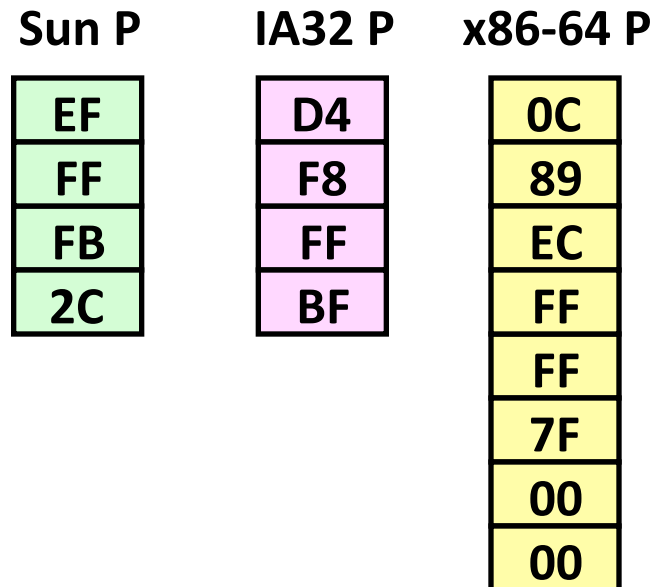 Sun P IA32 P x86-64 P
EF D4 0C
FF F8 89
FB FF EC
2C BF FF
FF
7F
00
00